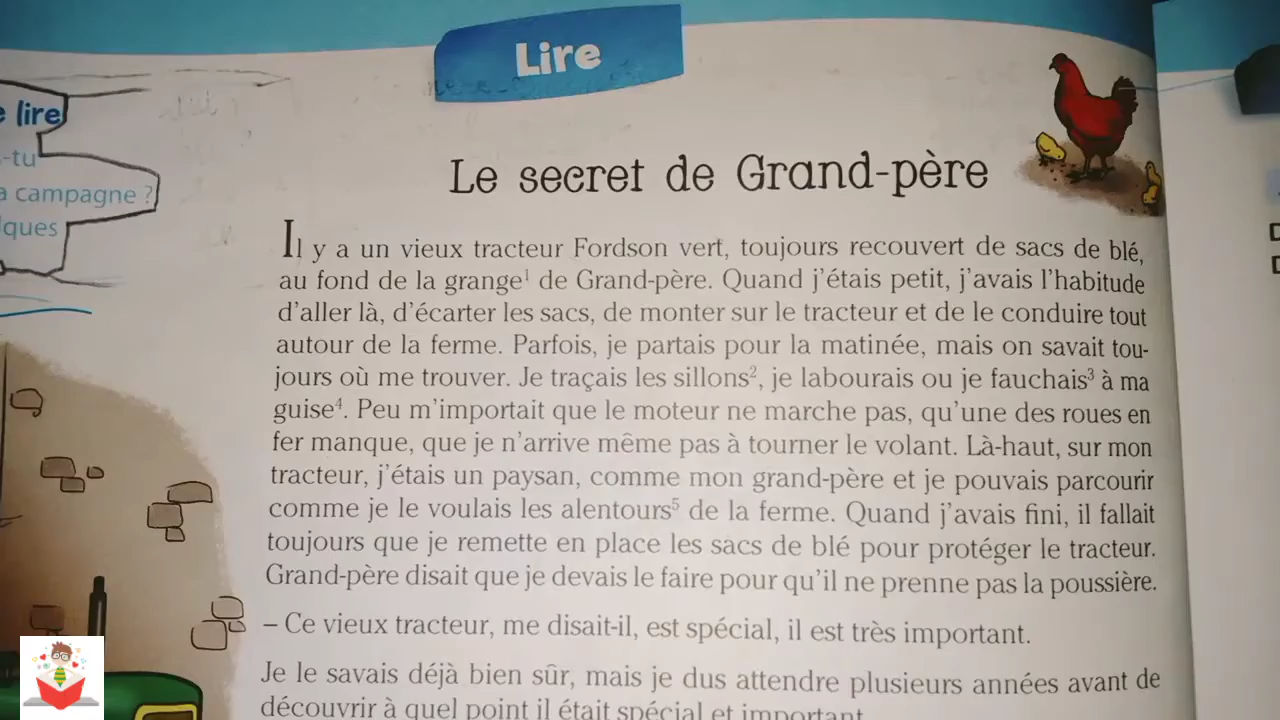 Lire
e lire
-tu
a campagne ?
lques
Le secret de Grand-père
Il y a un vieux tracteur Fordson vert, toujours recouvert de sacs de blé,
au fond de la grange¹ de Grand-père. Quand j'étais petit, j'avais l'habitude
d'aller là, d'écarter les sacs, de monter sur le tracteur et de le conduire tout
autour de la ferme. Parfois, je partais pour la matinée, mais on savait tou-
jours où me trouver. Je traçais les sillons², je labourais ou je fauchais³ à ma
guise⁴. Peu m'importait que le moteur ne marche pas, qu'une des roues en
fer manque, que je n'arrive même pas à tourner le volant. Là-haut, sur mon
tracteur, j'étais un paysan, comme mon grand-père et je pouvais parcourir
comme je le voulais les alentours⁵ de la ferme. Quand j'avais fini, il fallait
toujours que je remette en place les sacs de blé pour protéger le tracteur.
Grand-père disait que je devais le faire pour qu'il ne prenne pas la poussière.
– Ce vieux tracteur, me disait-il, est spécial, il est très important.
Je le savais déjà bien sûr, mais je dus attendre plusieurs années avant de
découvrir à quel point il était spécial et important